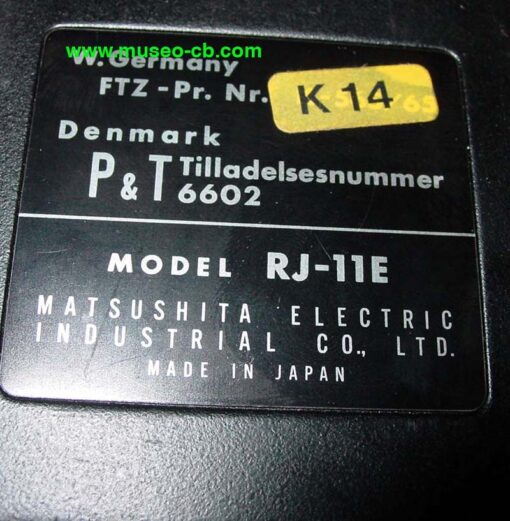 www.museo-cb.com
W. Germany
FTZ-Pr. Nr. K 14 '65
Denmark
P & T Tilladelsesnummer
6602
MODEL RJ-11E
MATSUSHITA ELECTRIC
INDUSTRIAL CO., LTD.
MADE IN JAPAN